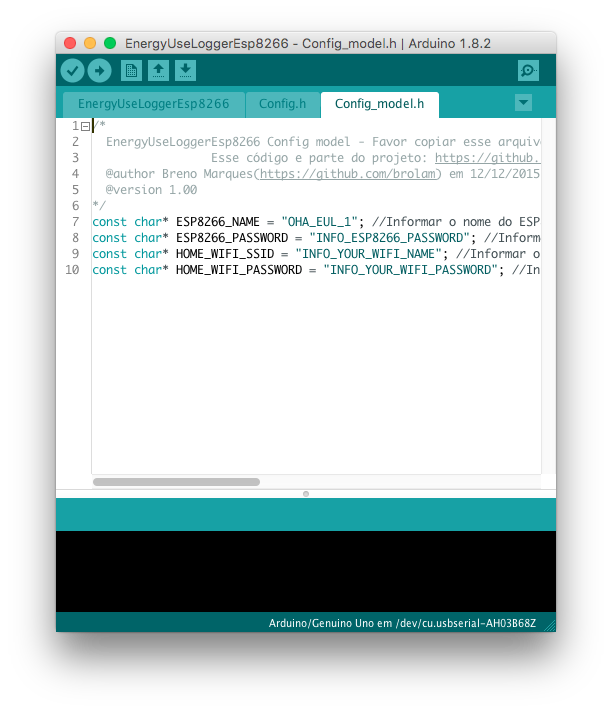 EnergyUseLoggerEsp8266 - Config_model.h | Arduino 1.8.2
EnergyUseLoggerEsp8266 Config.h Config_model.h
1 /*
2 EnergyUseLoggerEsp8266 Config model - Favor copiar esse arquiv
3 Esse código e parte do projeto: https://github.
4 @author Breno Marques(https://github.com/brolam) em 12/12/2015
5 @version 1.00
6 */
7 const char* ESP8266_NAME = "OHA_EUL_1"; //Informar o nome do ESP
8 const char* ESP8266_PASSWORD = "INFO_ESP8266_PASSWORD"; //Inform
9 const char* HOME_WIFI_SSID = "INFO_YOUR_WIFI_NAME"; //Informar o
10 const char* HOME_WIFI_PASSWORD = "INFO_YOUR_WIFI_PASSWORD"; //In
Arduino/Genuino Uno em /dev/cu.usbserial-AH03B68Z